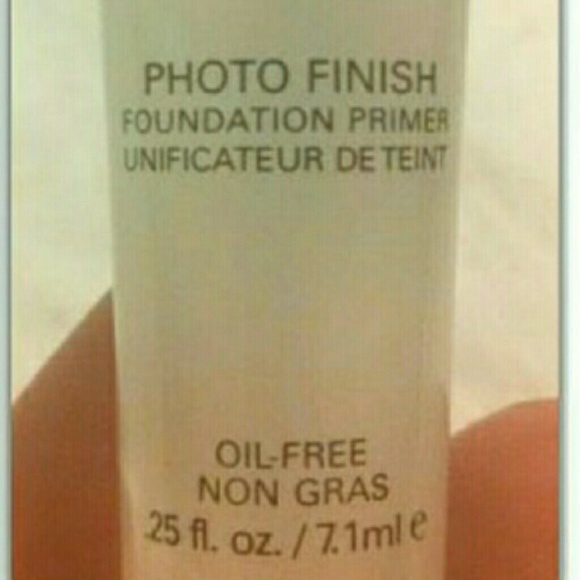 PHOTO FINISH
FOUNDATION PRIMER
UNIFICATEUR DE TEINT
OIL-FREE
NON GRAS
.25 fl. oz. / 7.1ml e